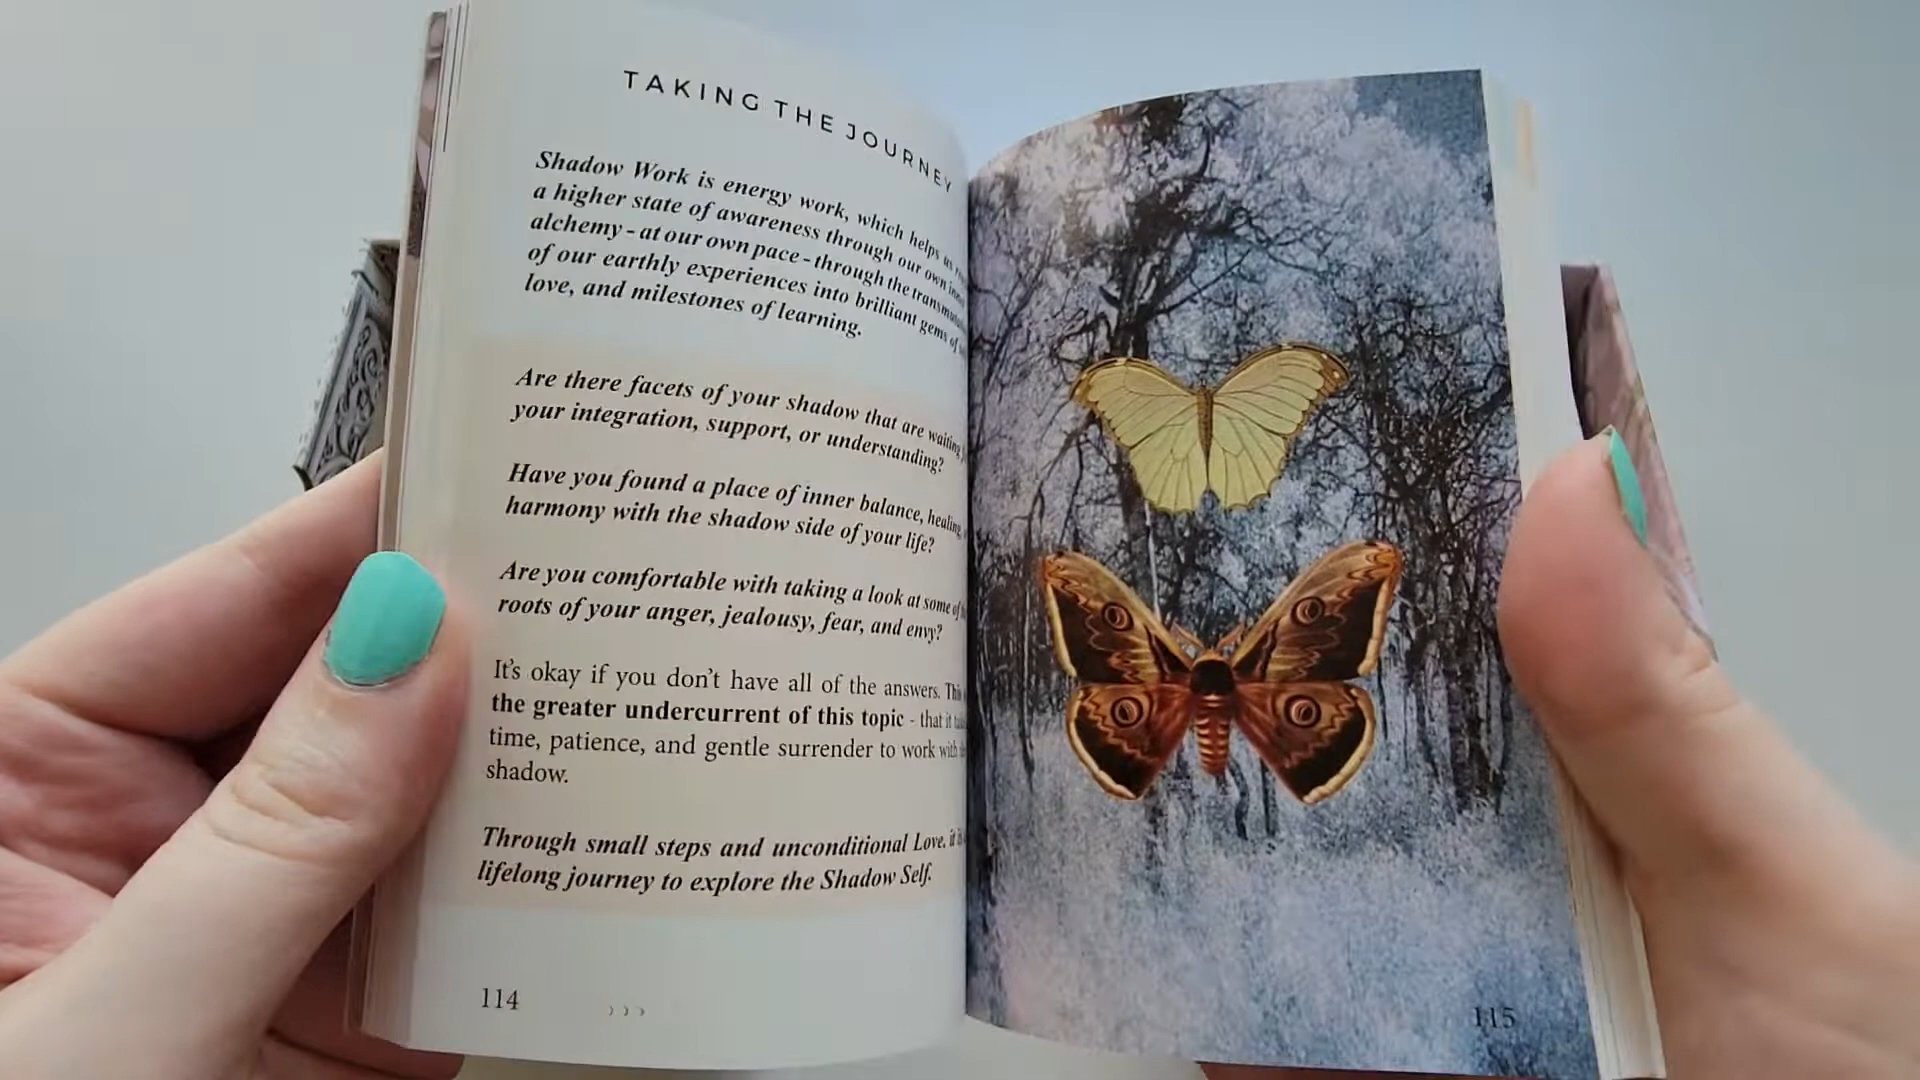 TAKING THE JOURNEY
Shadow Work is energy work, which helps us
a higher state of awareness through our own
alchemy - at our own pace - through the
of our earthly experiences into brilliant gems of
love, and milestones of learning.
Are there facets of your shadow that are waiting
your integration, support, or understanding?
Have you found a place of inner balance, healing,
harmony with the shadow side of your life?
Are you comfortable with taking a look at some of
roots of your anger, jealousy, fear, and envy?
It's okay if you don't have all of the answers. This
the greater undercurrent of this topic - that it
time, patience, and gentle surrender to work with
shadow.
Through small steps and unconditional Love, it is
lifelong journey to explore the Shadow Self.
114
› › ›
115